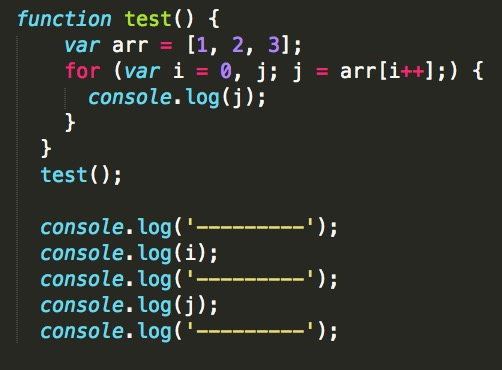 function test() {
var arr = [1, 2, 3];
for (var i = 0, j; j = arr[i++];) {
console.log(j);
}
}
test();
console.log('---------');
console.log(i);
console.log('---------');
console.log(j);
console.log('---------');